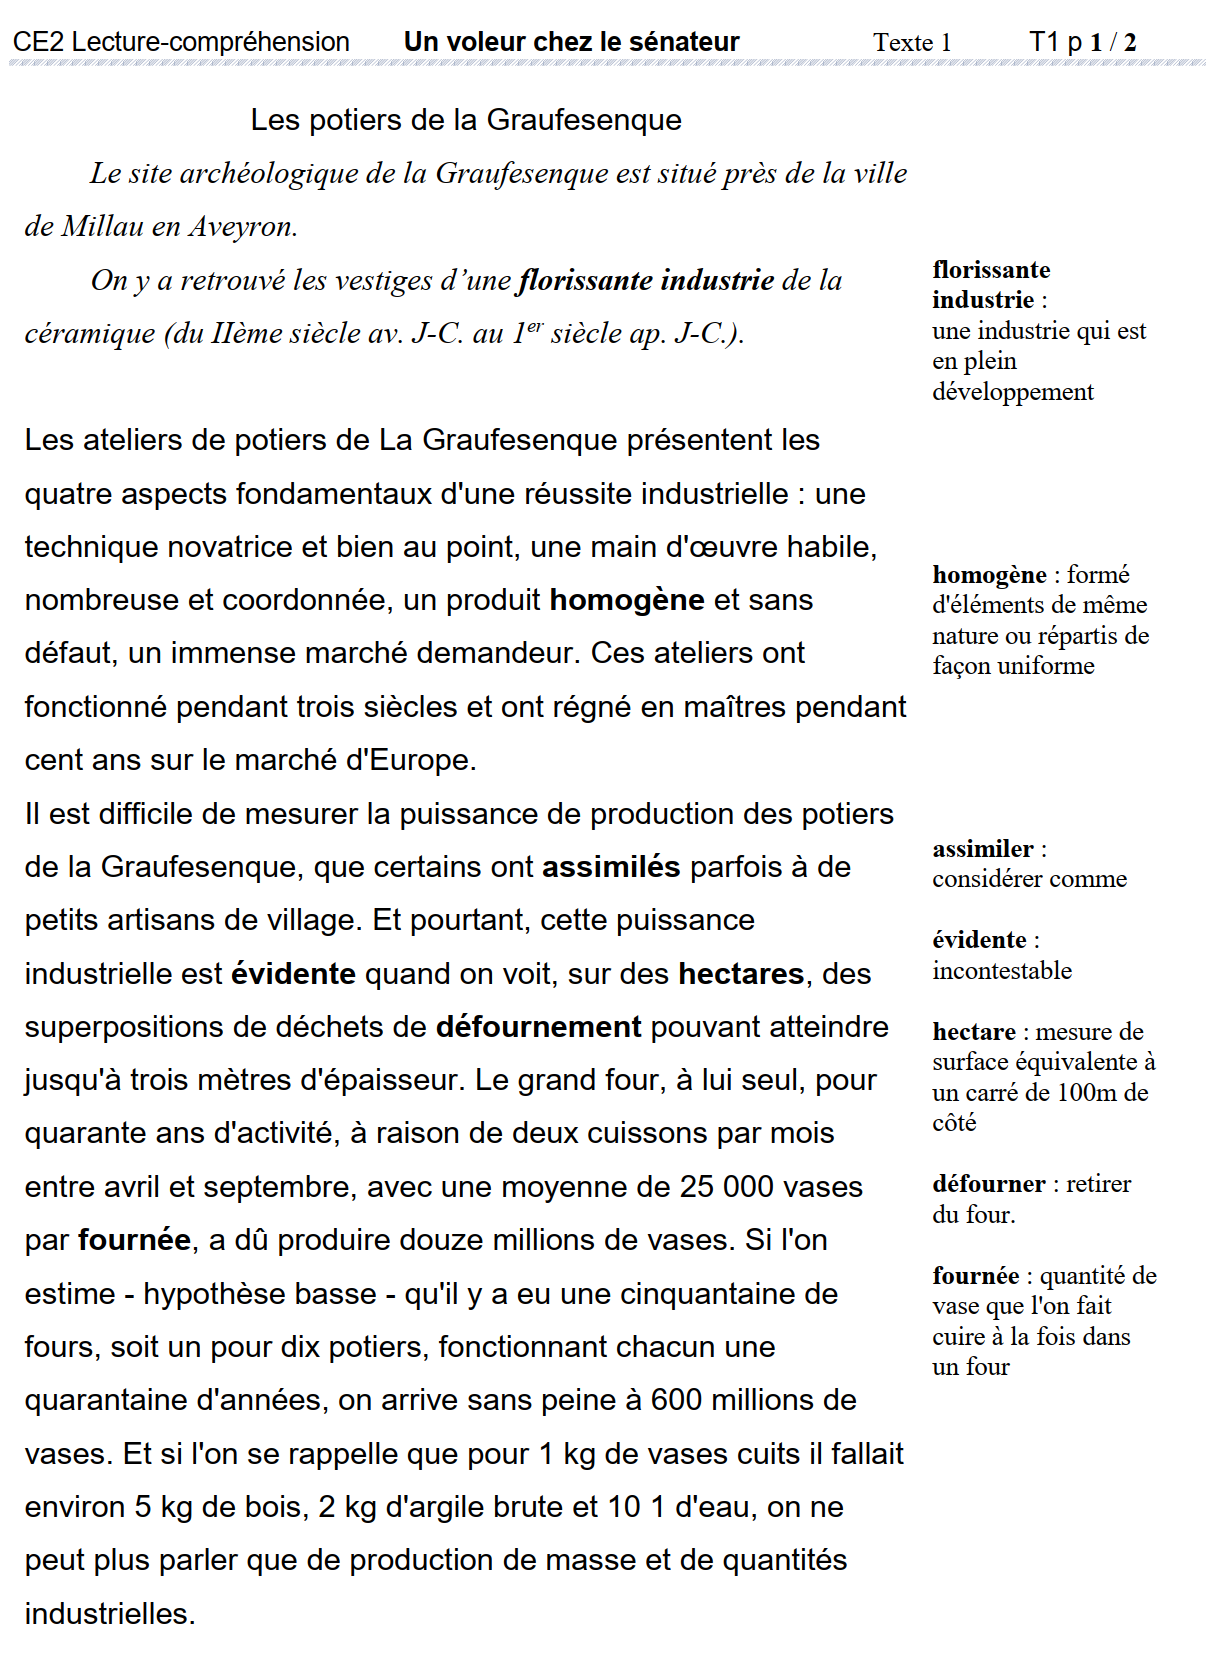 CE2 Lecture-compréhension Un voleur chez le sénateur Texte 1 T1 p 1 / 2
Les potiers de la Graufesenque
Le site archéologique de la Graufesenque est situé près de la ville
de Millau en Aveyron.
On y a retrouvé les vestiges d’une florissante industrie de la
céramique (du IIème siècle av. J-C. au 1er siècle ap. J-C.).
Les ateliers de potiers de La Graufesenque présentent les
quatre aspects fondamentaux d'une réussite industrielle : une
technique novatrice et bien au point, une main d'œuvre habile,
nombreuse et coordonnée, un produit homogène et sans
défaut, un immense marché demandeur. Ces ateliers ont
fonctionné pendant trois siècles et ont régné en maîtres pendant
cent ans sur le marché d'Europe.
Il est difficile de mesurer la puissance de production des potiers
de la Graufesenque, que certains ont assimilés parfois à de
petits artisans de village. Et pourtant, cette puissance
industrielle est évidente quand on voit, sur des hectares, des
superpositions de déchets de défournement pouvant atteindre
jusqu'à trois mètres d'épaisseur. Le grand four, à lui seul, pour
quarante ans d'activité, à raison de deux cuissons par mois
entre avril et septembre, avec une moyenne de 25 000 vases
par fournée, a dû produire douze millions de vases. Si l'on
estime - hypothèse basse - qu'il y a eu une cinquantaine de
fours, soit un pour dix potiers, fonctionnant chacun une
quarantaine d'années, on arrive sans peine à 600 millions de
vases. Et si l'on se rappelle que pour 1 kg de vases cuits il fallait
environ 5 kg de bois, 2 kg d'argile brute et 10 1 d'eau, on ne
peut plus parler que de production de masse et de quantités
industrielles.
florissante
industrie :
une industrie qui est
en plein
développement
homogène : formé
d'éléments de même
nature ou répartis de
façon uniforme
assimiler :
considérer comme
évidente :
incontestable
hectare : mesure de
surface équivalente à
un carré de 100m de
côté
défourner : retirer
du four.
fournée : quantité de
vase que l'on fait
cuire à la fois dans
un four